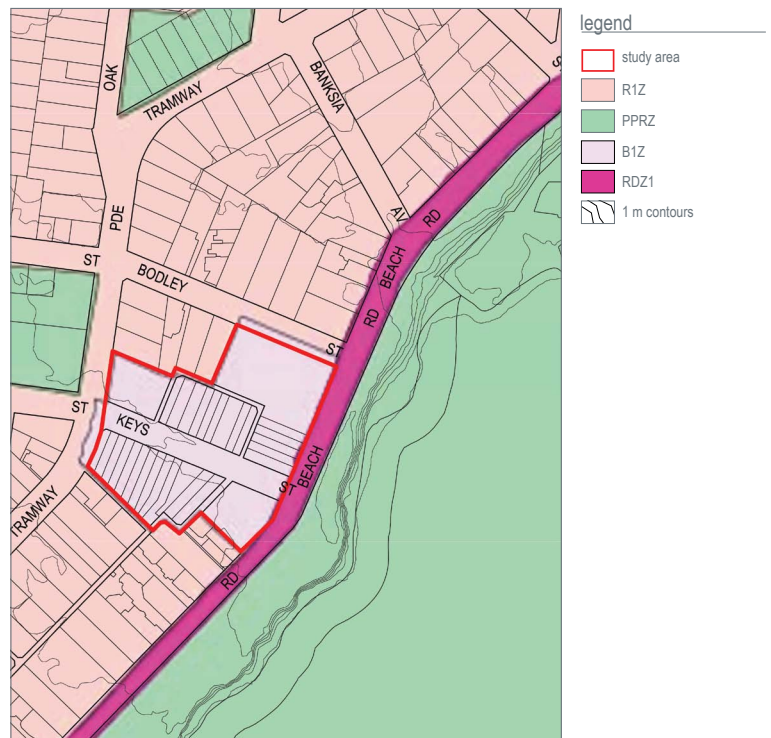 legend
study area
R1Z
PPRZ
B1Z
RDZ1
1 m contours
OAK
TRAMWAY
BANKSIA
S
PDE
AV
RD
BEACH
ST
BODLEY
RD
ST
ST
KEYS
BEACH
ST
TRAMWAY
RD